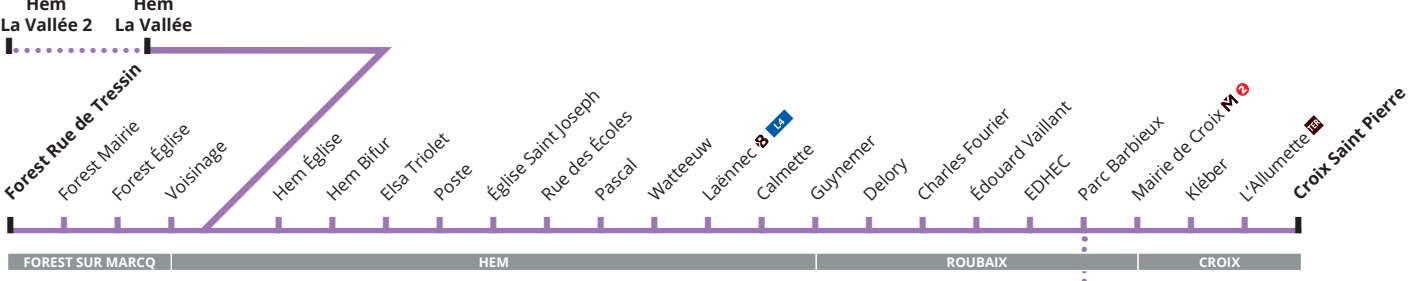 Hem
La Vallée 2
Hem
La Vallée
Forest Rue de Tressin
Forest Mairie
Forest Église
Voisinage
Hem Église
Hem Bifur
Elsa Triolet
Poste
Église Saint Joseph
Rue des Écoles
Pascal
Watteeuw
Laënnec B L4
Calmette
Guynemer
Delory
Charles Fourier
Édouard Vaillant
EDHEC
Parc Barbieux
Mairie de Croix M 2
Kléber
L'Allumette TER
Croix Saint Pierre
FOREST SUR MARCQ
HEM
ROUBAIX
CROIX